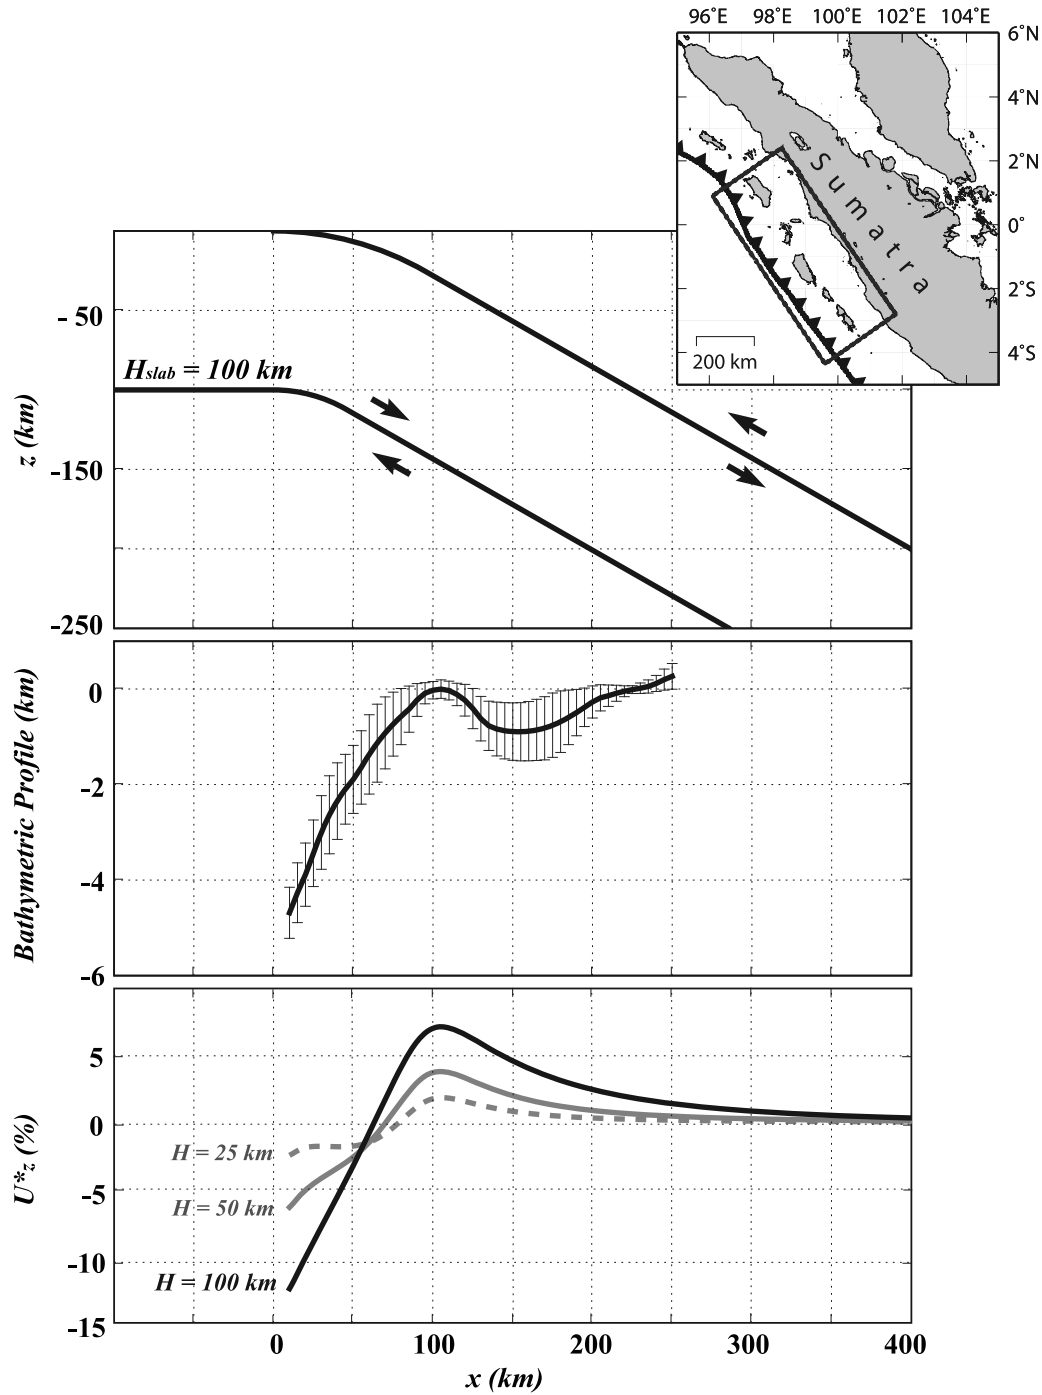 96°E 98°E 100°E 102°E 104°E
6°N
4°N
2°N
0°
2°S
4°S
Sumatra
200 km
- 50
-150
-250
z (km)
Hslab = 100 km
0
-2
-4
-6
Bathymetric Profile (km)
5
0
-5
-10
-15
U*z (%)
H = 25 km
H = 50 km
H = 100 km
0 100 200 300 400
x (km)